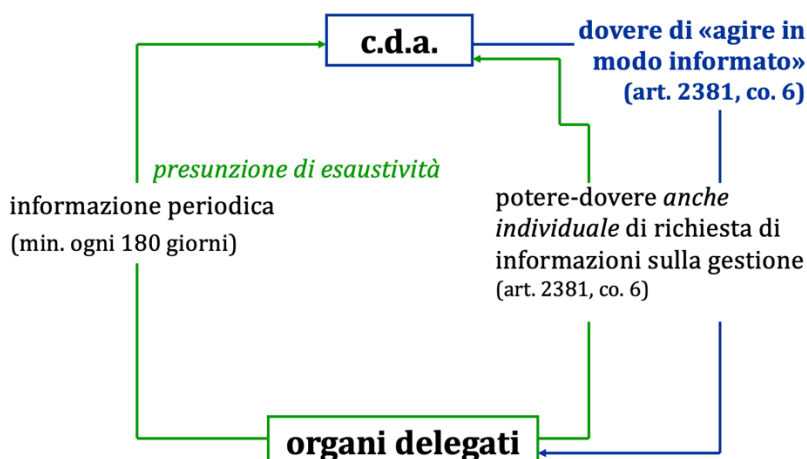 c.d.a.
dovere di «agire in
modo informato»
(art. 2381, co. 6)
presunzione di esaustività
informazione periodica
(min. ogni 180 giorni)
potere-dovere anche
individuale di richiesta di
informazioni sulla gestione
(art. 2381, co. 6)
organi delegati